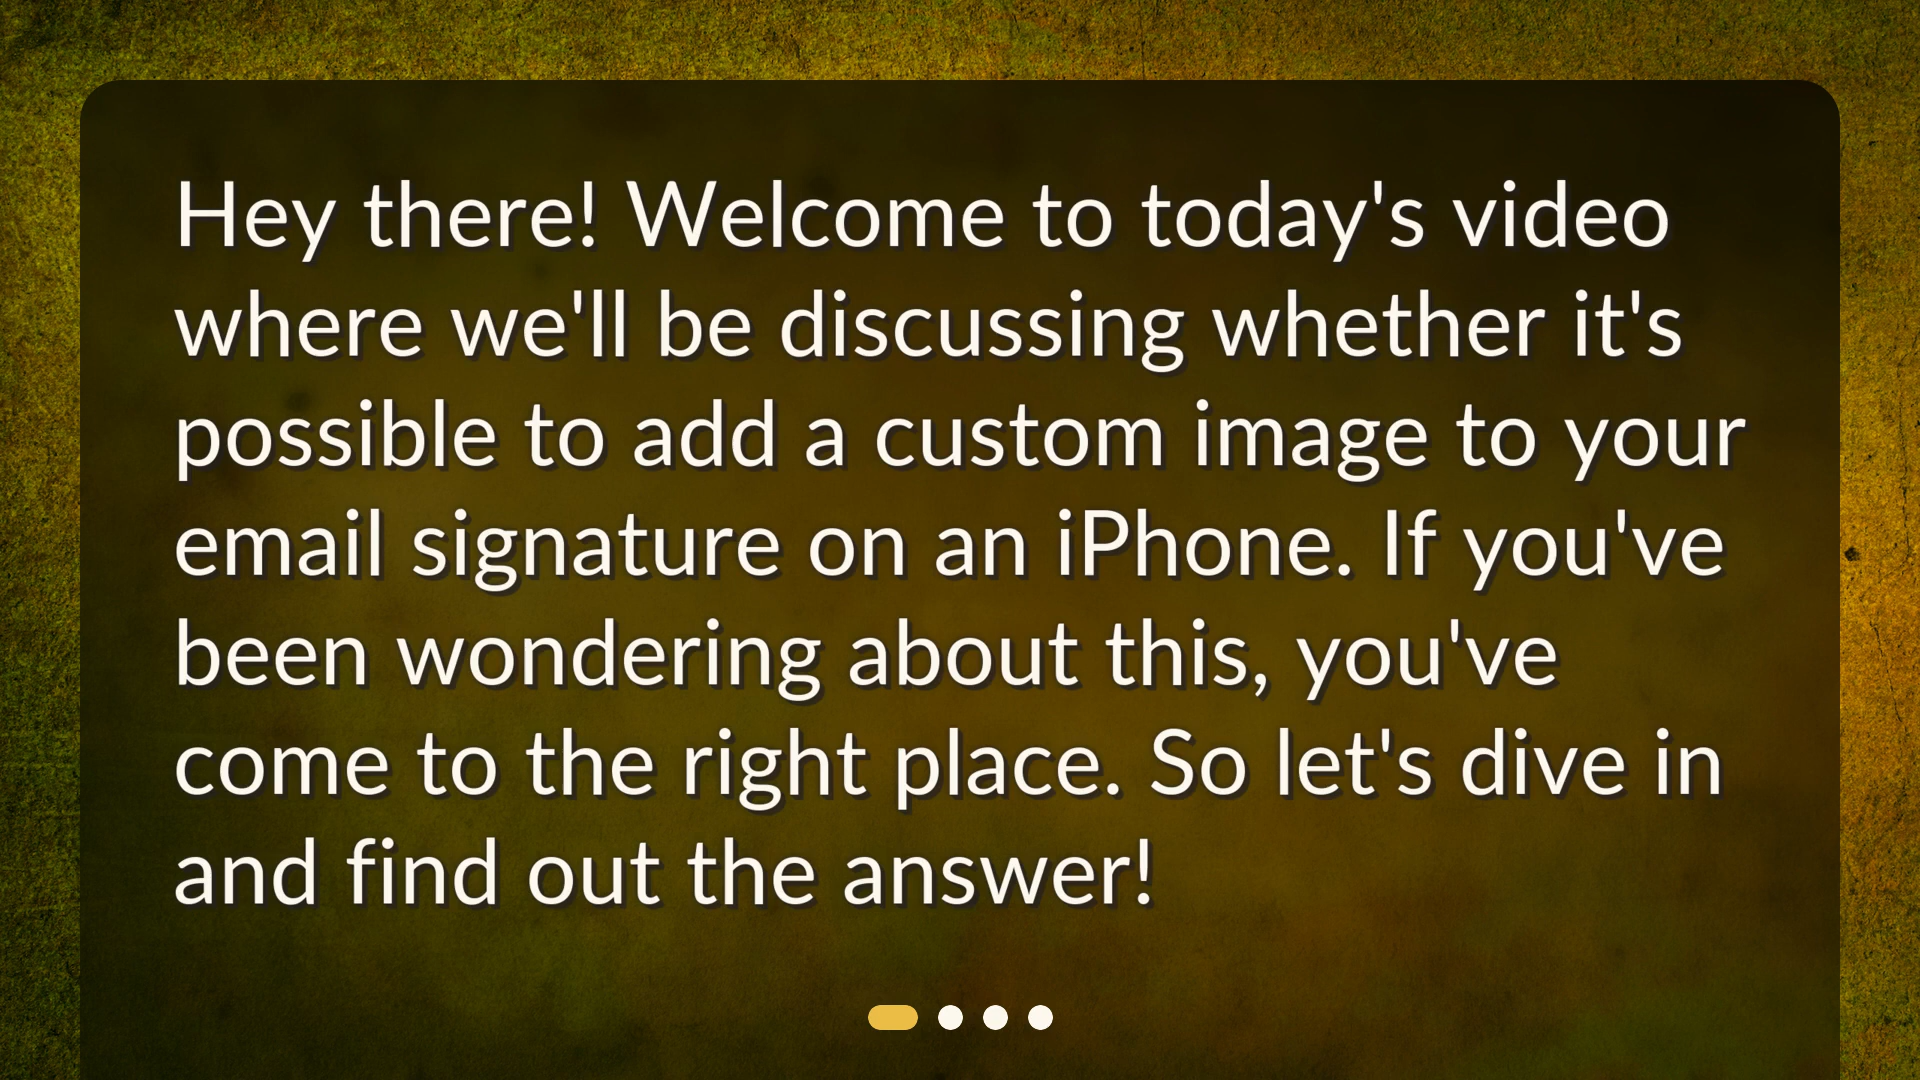 Hey there! Welcome to today's video
where we'll be discussing whether it's
possible to add a custom image to your
email signature on an iPhone. If you've
been wondering about this, you've
come to the right place. So let's dive in
and find out the answer!